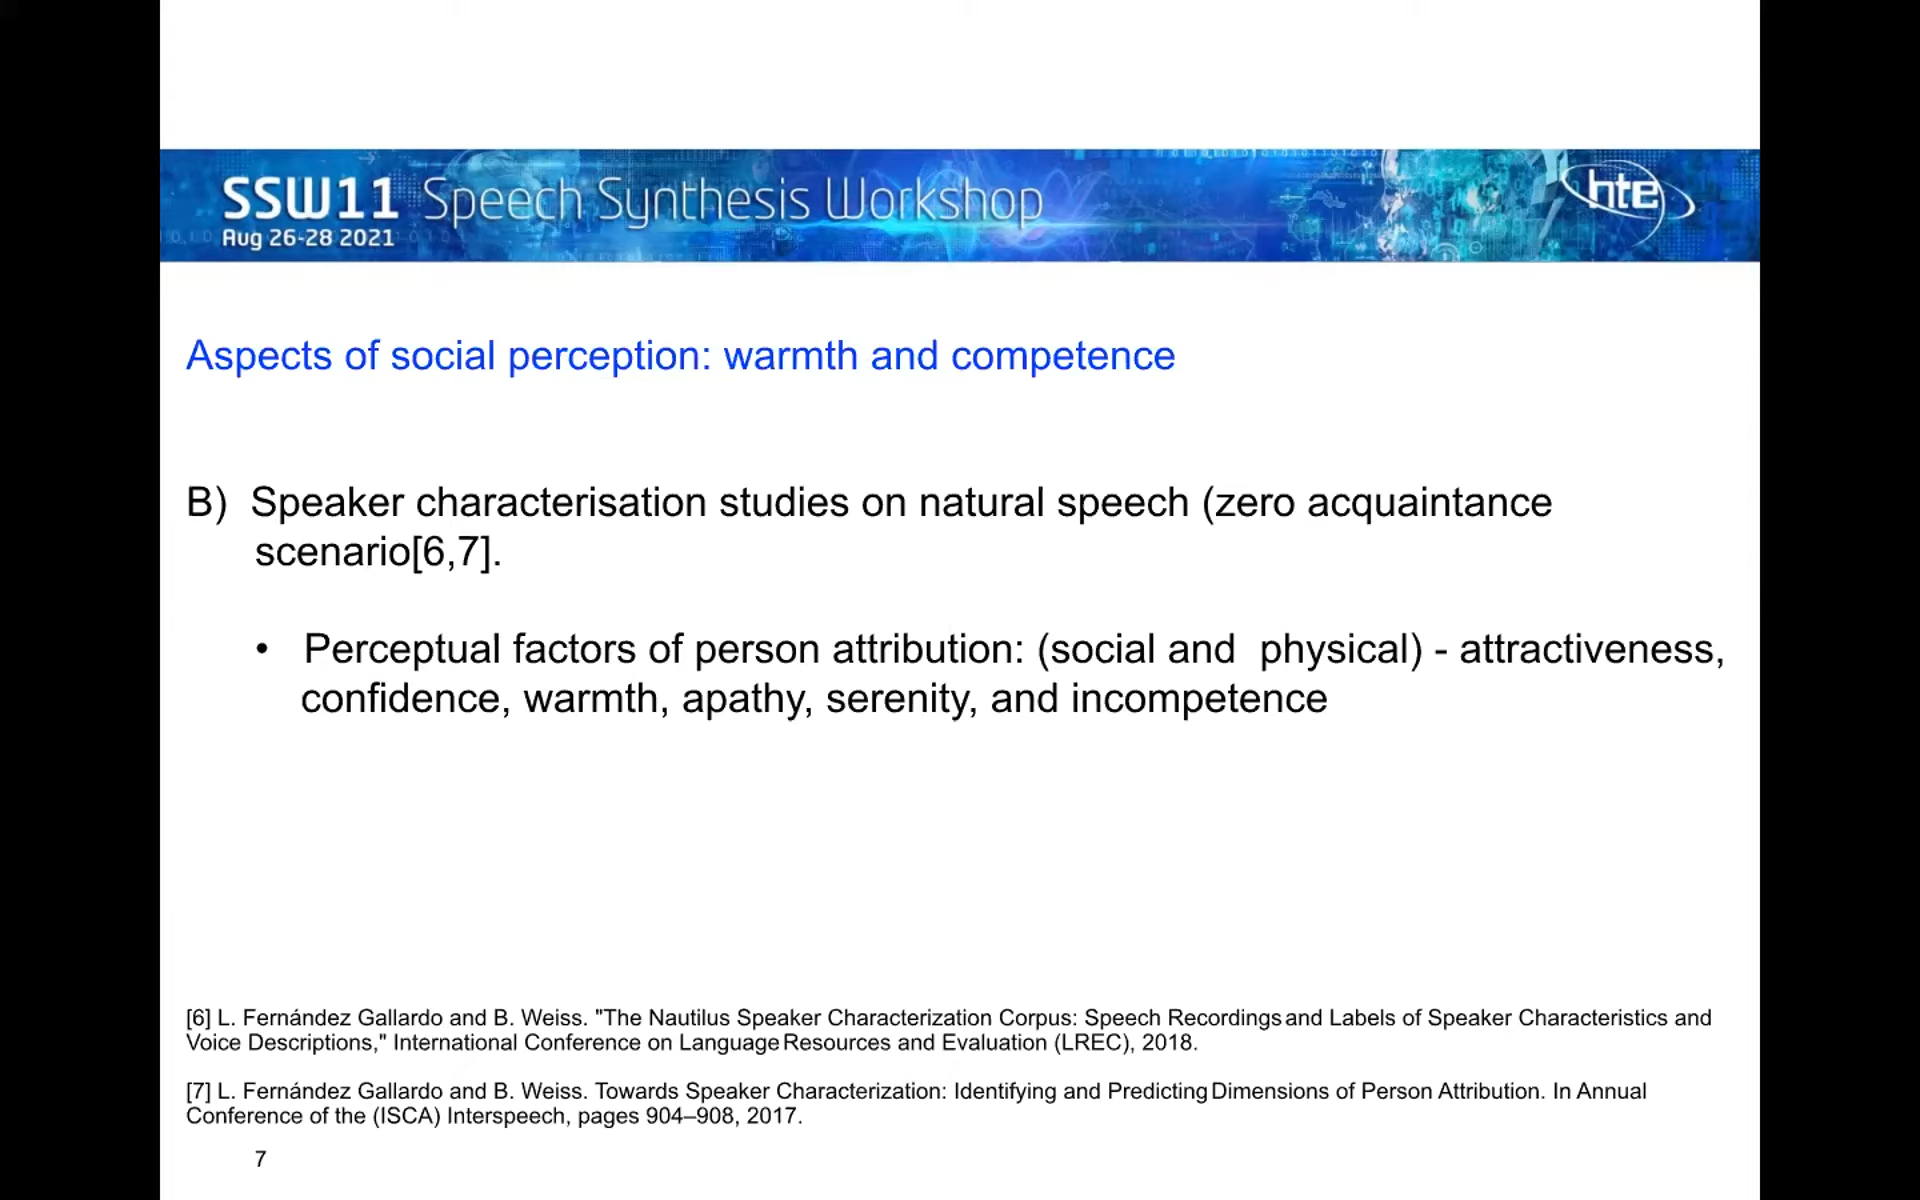 SSW11 Speech Synthesis Workshop
Aug 26-28 2021
hte
Aspects of social perception: warmth and competence
B) Speaker characterisation studies on natural speech (zero acquaintance
scenario[6,7].
• Perceptual factors of person attribution: (social and physical) - attractiveness,
confidence, warmth, apathy, serenity, and incompetence
[6] L. Fernández Gallardo and B. Weiss. "The Nautilus Speaker Characterization Corpus: Speech Recordings and Labels of Speaker Characteristics and
Voice Descriptions," International Conference on Language Resources and Evaluation (LREC), 2018.
[7] L. Fernández Gallardo and B. Weiss. Towards Speaker Characterization: Identifying and Predicting Dimensions of Person Attribution. In Annual
Conference of the (ISCA) Interspeech, pages 904–908, 2017.
7